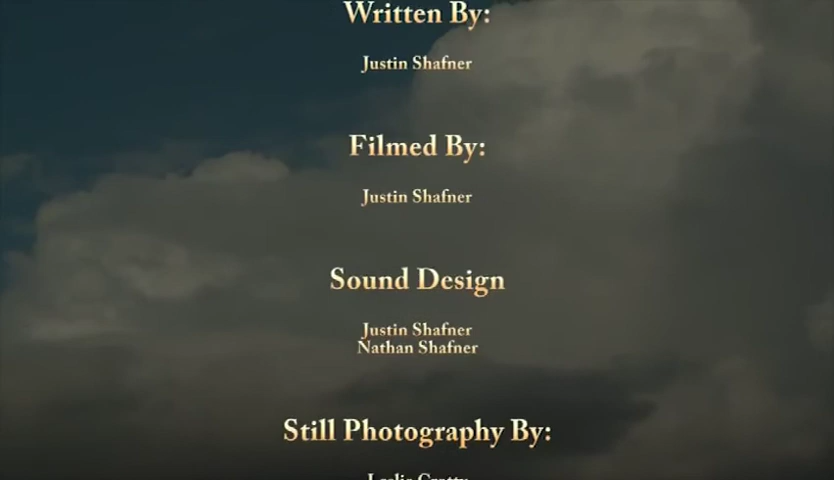 Written By:
Justin Shafner
Filmed By:
Justin Shafner
Sound Design
Justin Shafner
Nathan Shafner
Still Photography By: